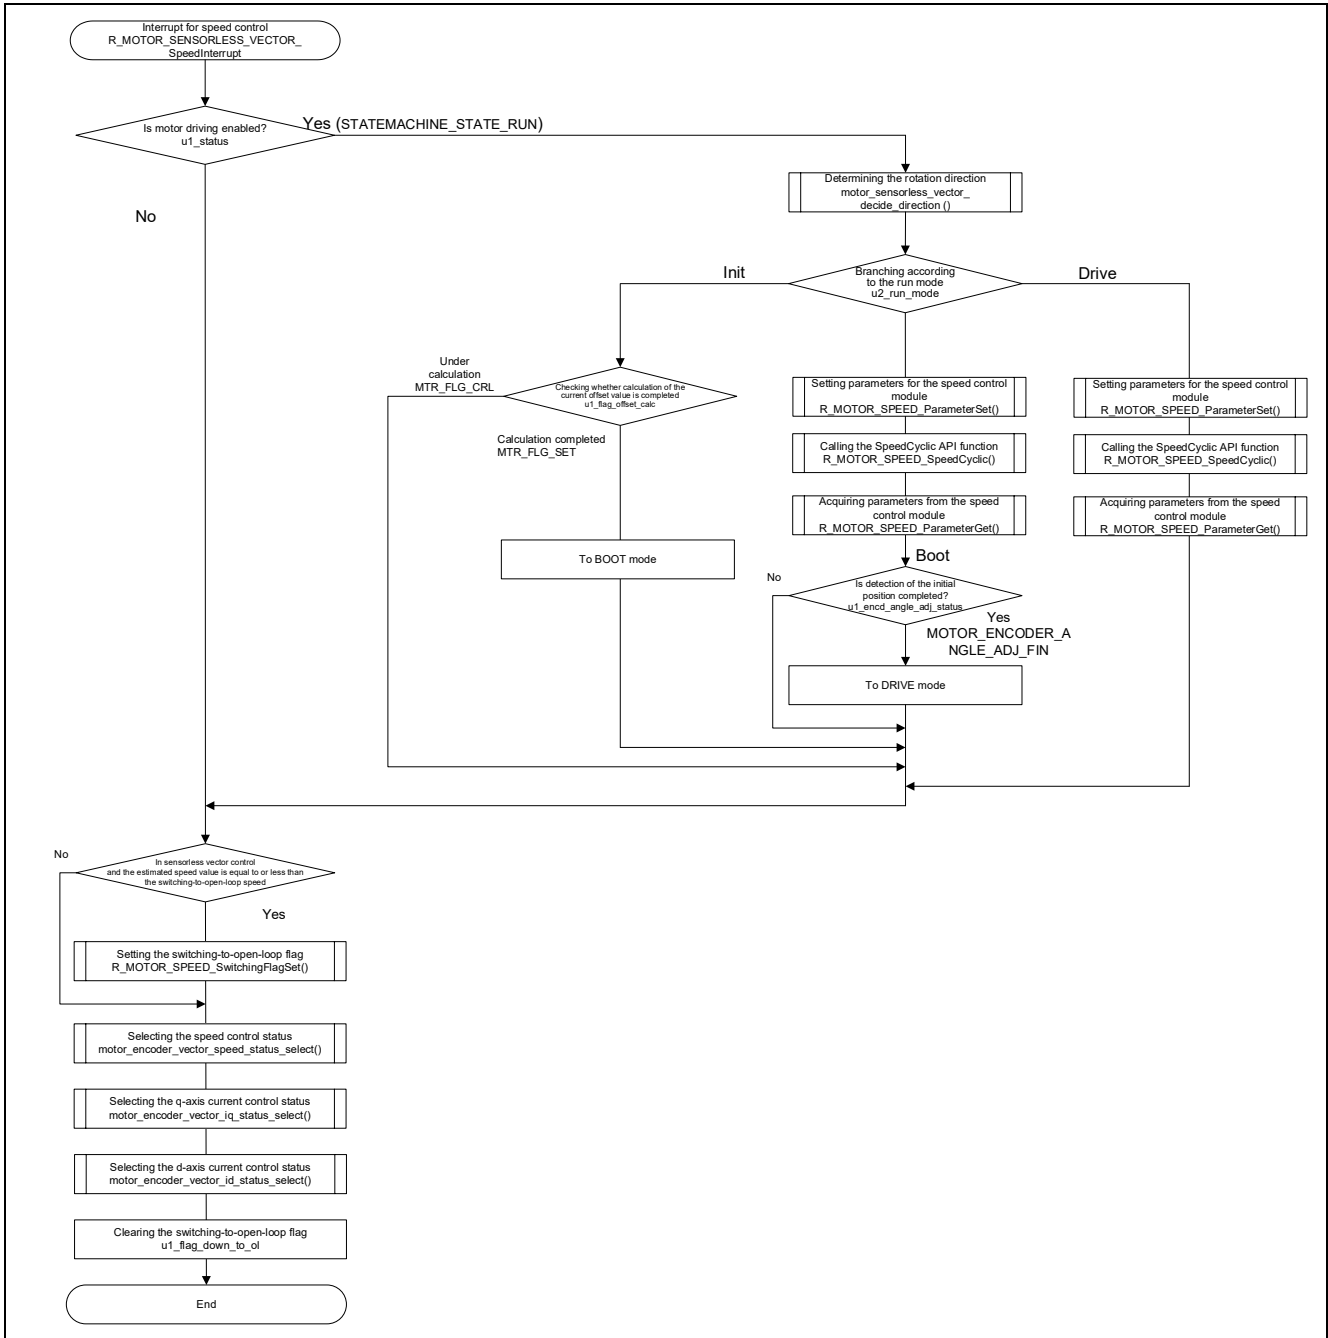 Interrupt for speed control
R_MOTOR_SENSORLESS_VECTOR_
SpeedInterrupt
Is motor driving enabled?
u1_status
Yes (STATEMACHINE_STATE_RUN)
No
Determining the rotation direction
motor_sensorless_vector_
decide_direction ()
Init
Branching according
to the run mode
u2_run_mode
Drive
Under
calculation
MTR_FLG_CRL
Checking whether calculation of the
current offset value is completed
u1_flag_offset_calc
Calculation completed
MTR_FLG_SET
To BOOT mode
Setting parameters for the speed control
module
R_MOTOR_SPEED_ParameterSet()
Calling the SpeedCyclic API function
R_MOTOR_SPEED_SpeedCyclic()
Acquiring parameters from the speed
control module
R_MOTOR_SPEED_ParameterGet()
Boot
No
Is detection of the initial
position completed?
u1_encd_angle_adj_status
Yes
MOTOR_ENCODER_A
NGLE_ADJ_FIN
To DRIVE mode
Setting parameters for the speed control
module
R_MOTOR_SPEED_ParameterSet()
Calling the SpeedCyclic API function
R_MOTOR_SPEED_SpeedCyclic()
Acquiring parameters from the speed
control module
R_MOTOR_SPEED_ParameterGet()
No
In sensorless vector control
and the estimated speed value is equal to or less than
the switching-to-open-loop speed
Yes
Setting the switching-to-open-loop flag
R_MOTOR_SPEED_SwitchingFlagSet()
Selecting the speed control status
motor_encoder_vector_speed_status_select()
Selecting the q-axis current control status
motor_encoder_vector_iq_status_select()
Selecting the d-axis current control status
motor_encoder_vector_id_status_select()
Clearing the switching-to-open-loop flag
u1_flag_down_to_ol
End